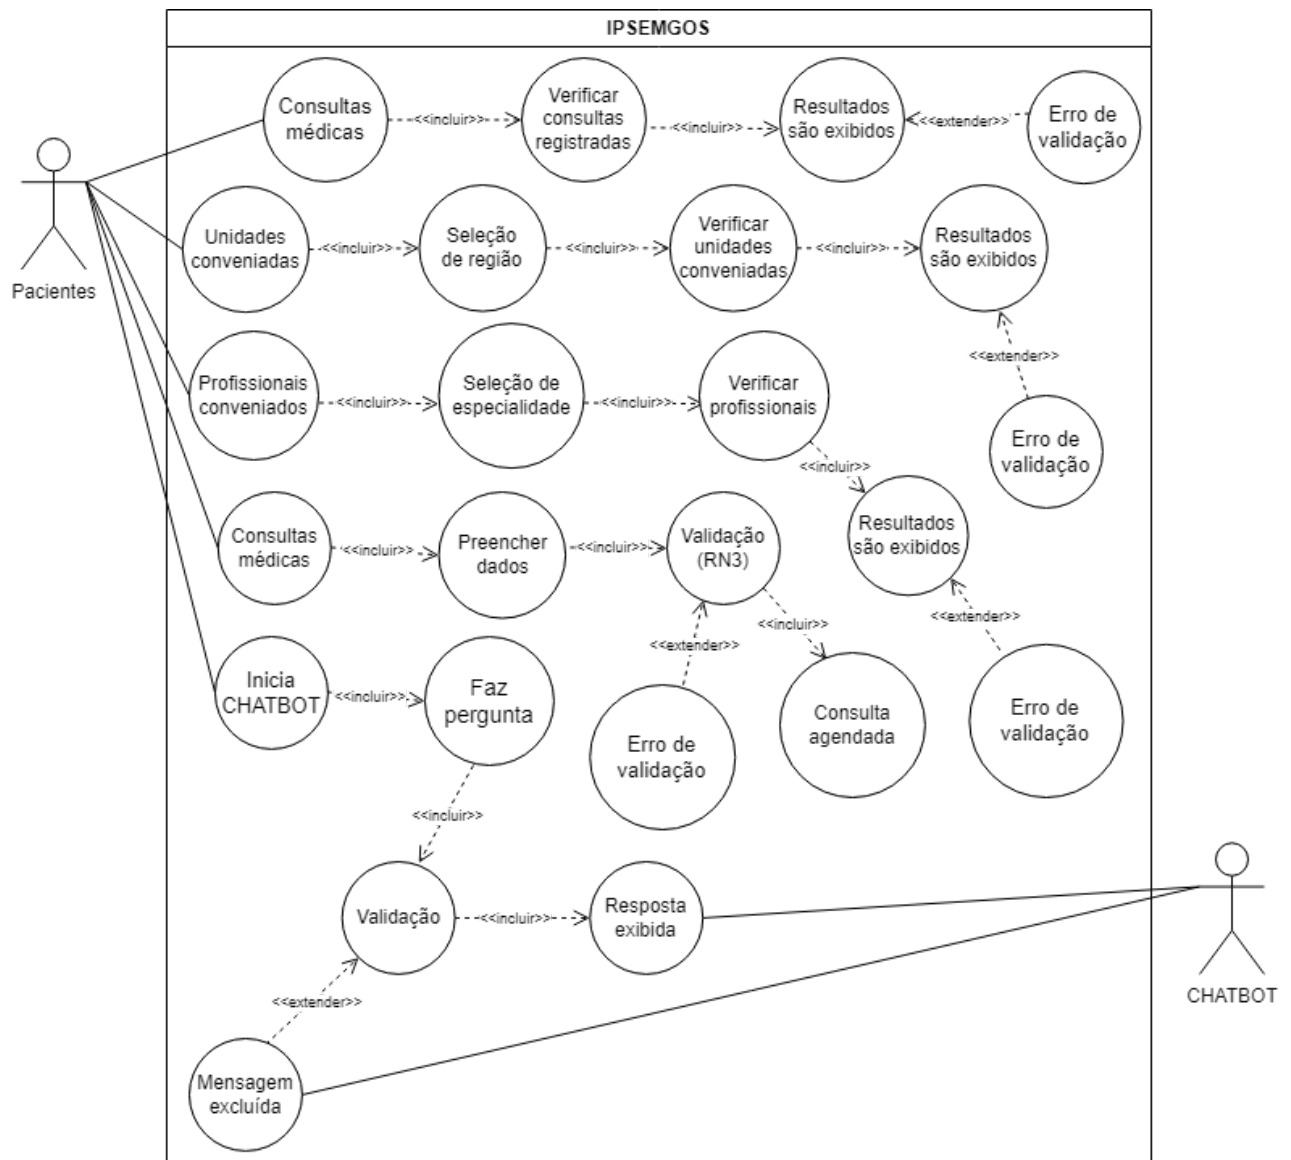 IPSEMGOS
Consultas
médicas
<<incluir>>
Verificar
consultas
registradas
<<incluir>>
Resultados
são exibidos
<<extender>>
Erro de
validação
Pacientes
Unidades
conveniadas
<<incluir>>
Seleção
de região
<<incluir>>
Verificar
unidades
conveniadas
<<incluir>>
Resultados
são exibidos
<<extender>>
Erro de
validação
Profissionais
conveniados
<<incluir>>
Seleção de
especialidade
<<incluir>>
Verificar
profissionais
<<incluir>>
Resultados
são exibidos
<<extender>>
Erro de
validação
Consultas
médicas
<<incluir>>
Preencher
dados
<<incluir>>
Validação
(RN3)
<<extender>>
Erro de
validação
<<incluir>>
Consulta
agendada
Inicia
CHATBOT
<<incluir>>
Faz
pergunta
<<incluir>>
Validação
<<incluir>>
Resposta
exibida
<<extender>>
Mensagem
excluída
CHATBOT